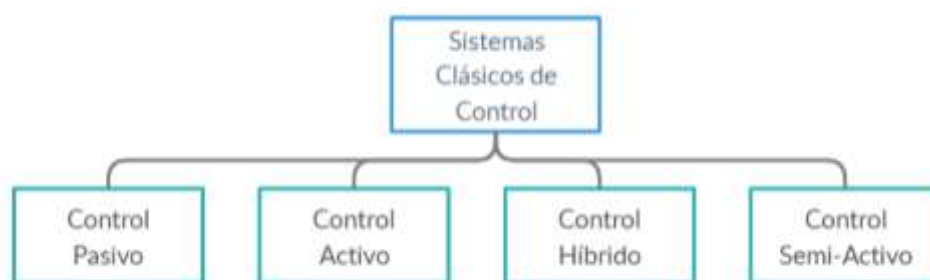 Sistemas
Clásicos de
Control
Control
Pasivo
Control
Activo
Control
Híbrido
Control
Semi-Activo